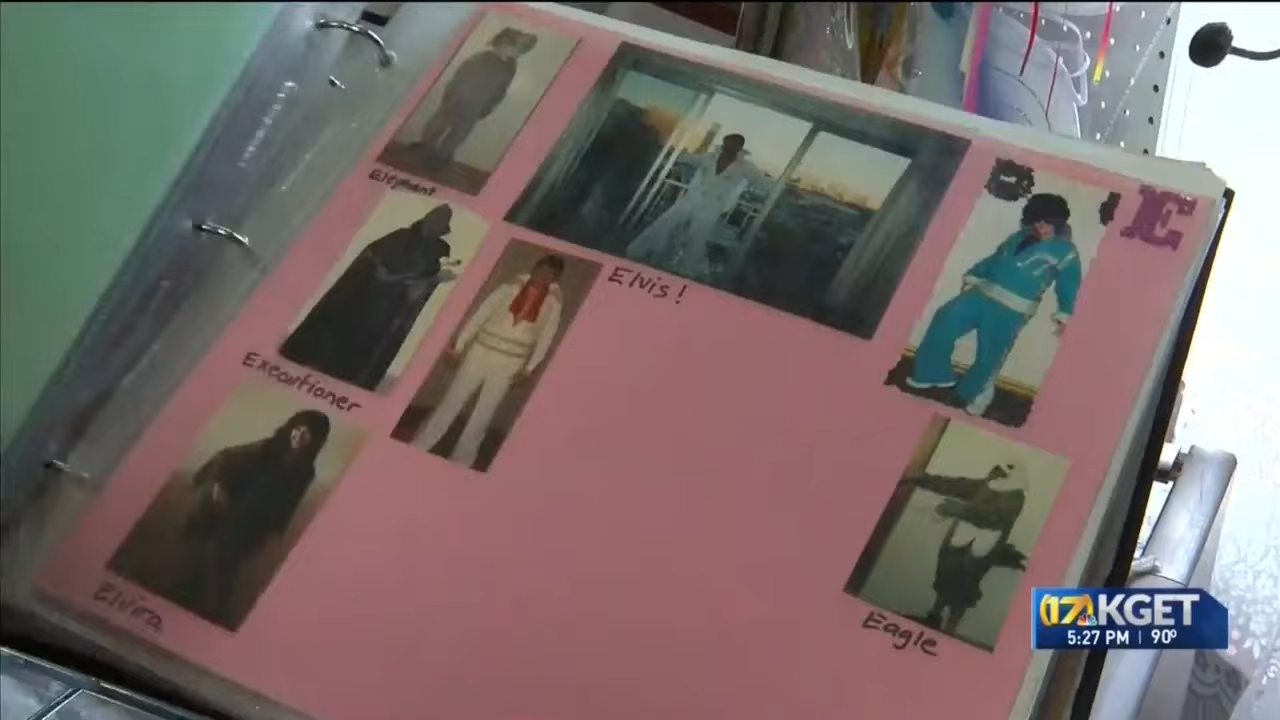 E
Elephant
Elvis!
Executioner
Elvira
Eagle
17 KGET
5:27 PM | 90°